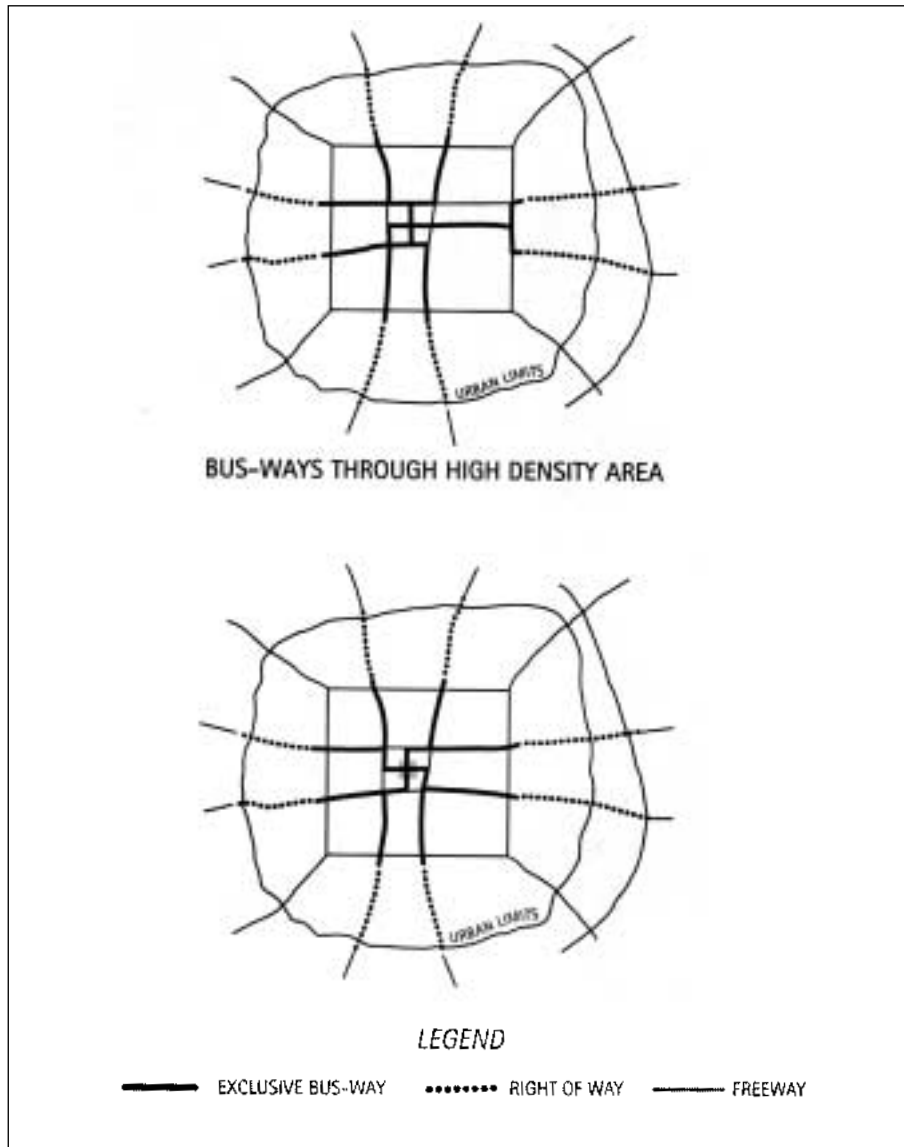 URBAN LIMITS
BUS-WAYS THROUGH HIGH DENSITY AREA
URBAN LIMITS
LEGEND
EXCLUSIVE BUS-WAY
RIGHT OF WAY
FREEWAY